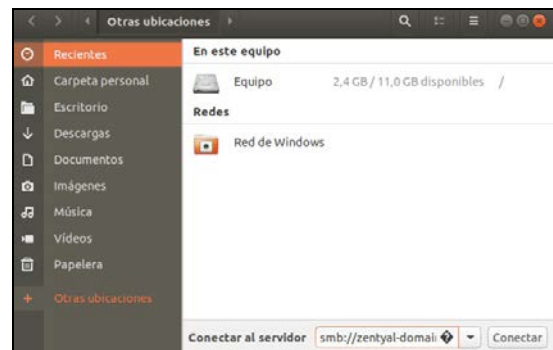 Otras ubicaciones
Recientes
Carpeta personal
Escritorio
Descargas
Documentos
Imágenes
Música
Vídeos
Papelera
Otras ubicaciones
En este equipo
Equipo 2,4 GB / 11,0 GB disponibles /
Redes
Red de Windows
Conectar al servidor smb://zentyal-domai Conectar